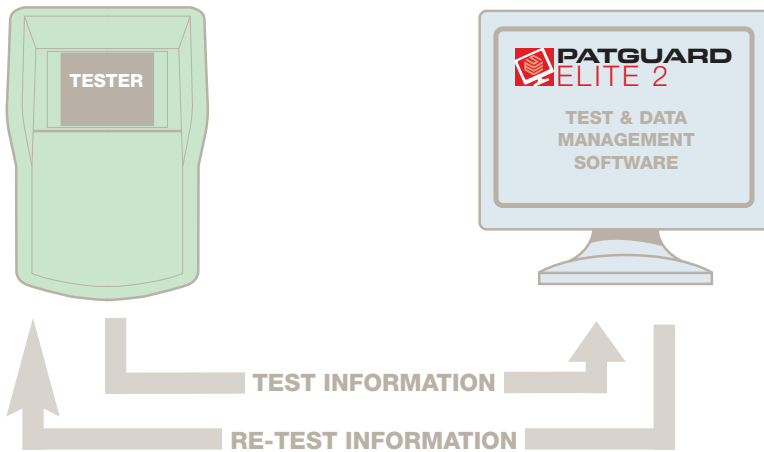 TESTER
PATGUARD
ELITE 2
TEST & DATA
MANAGEMENT
SOFTWARE
TEST INFORMATION
RE-TEST INFORMATION